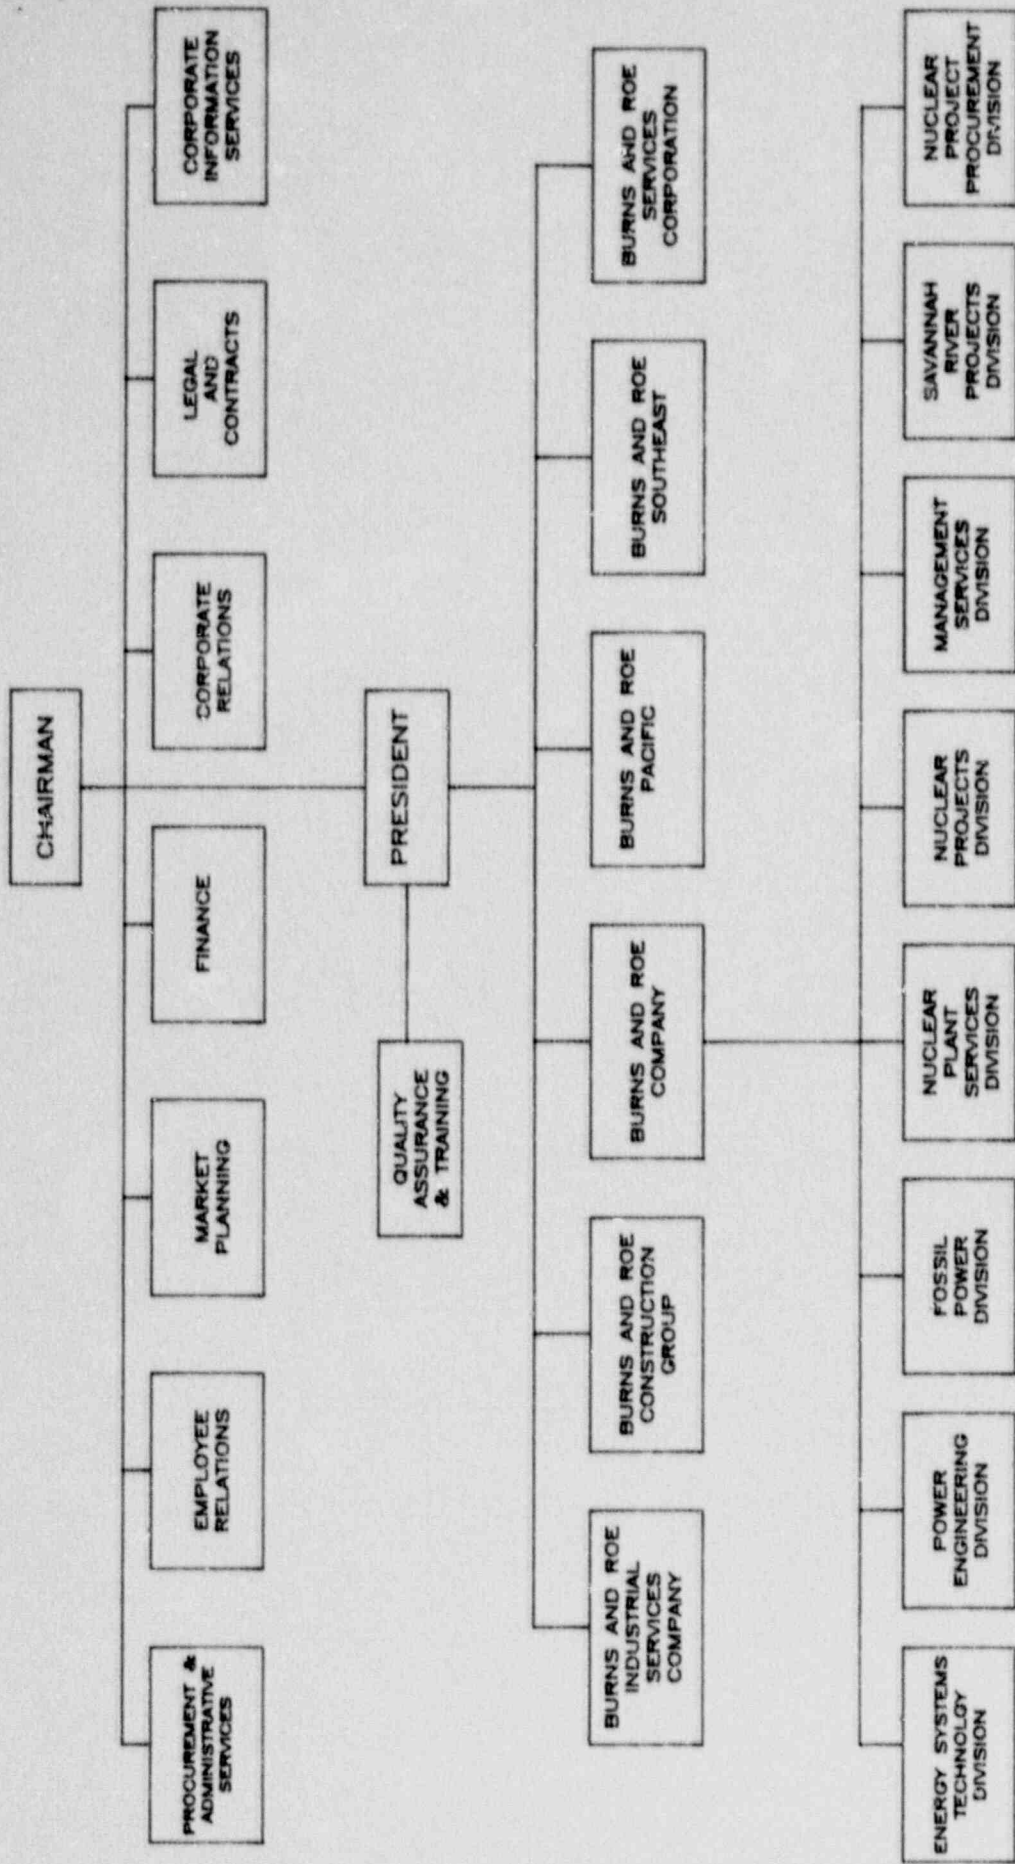 CHAIRMAN
PROCUREMENT &
ADMINISTRATIVE
SERVICES
EMPLOYEE
RELATIONS
MARKET
PLANNING
FINANCE
CORPORATE
RELATIONS
LEGAL
AND
CONTRACTS
CORPORATE
INFORMATION
SERVICES
PRESIDENT
QUALITY
ASSURANCE
& TRAINING
BURNS AND ROE
INDUSTRIAL
SERVICES
COMPANY
BURNS AND ROE
CONSTRUCTION
GROUP
BURNS AND ROE
COMPANY
BURNS AND ROE
PACIFIC
BURNS AND ROE
SOUTHEAST
BURNS AND ROE
SERVICES
CORPORATION
ENERGY SYSTEMS
TECHNOLGY
DIVISION
POWER
ENGINEERING
DIVISION
FOSSIL
POWER
DIVISION
NUCLEAR
PLANT
SERVICES
DIVISION
NUCLEAR
PROJECTS
DIVISION
MANAGEMENT
SERVICES
DIVISION
SAVANNAH
RIVER
PROJECTS
DIVISION
NUCLEAR
PROJECT
PROCUREMENT
DIVISION